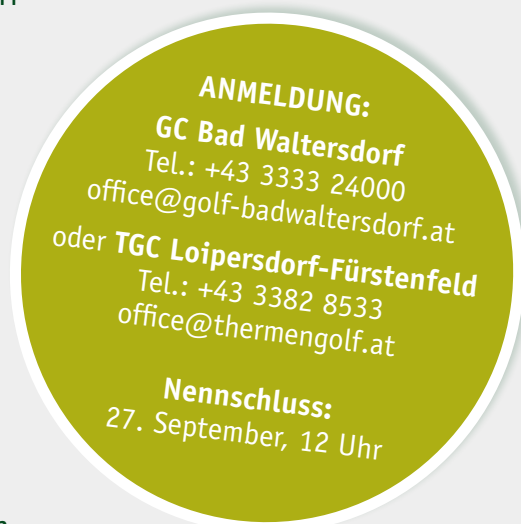 ANMELDUNG:
GC Bad Waltersdorf
Tel.: +43 3333 24000
office@golf-badwaltersdorf.at
oder TGC Loipersdorf-Fürstenfeld
Tel.: +43 3382 8533
office@thermengolf.at
Nennschluss:
27. September, 12 Uhr